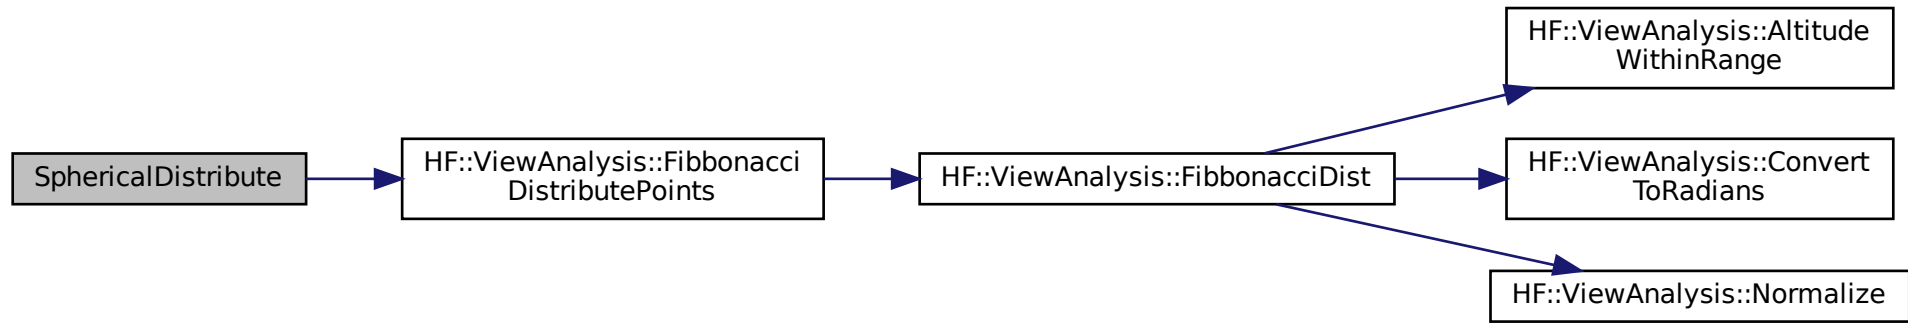 SphericalDistribute
HF::ViewAnalysis::Fibbonacci
DistributePoints
HF::ViewAnalysis::FibbonacciDist
HF::ViewAnalysis::Altitude
WithinRange
HF::ViewAnalysis::Convert
ToRadians
HF::ViewAnalysis::Normalize